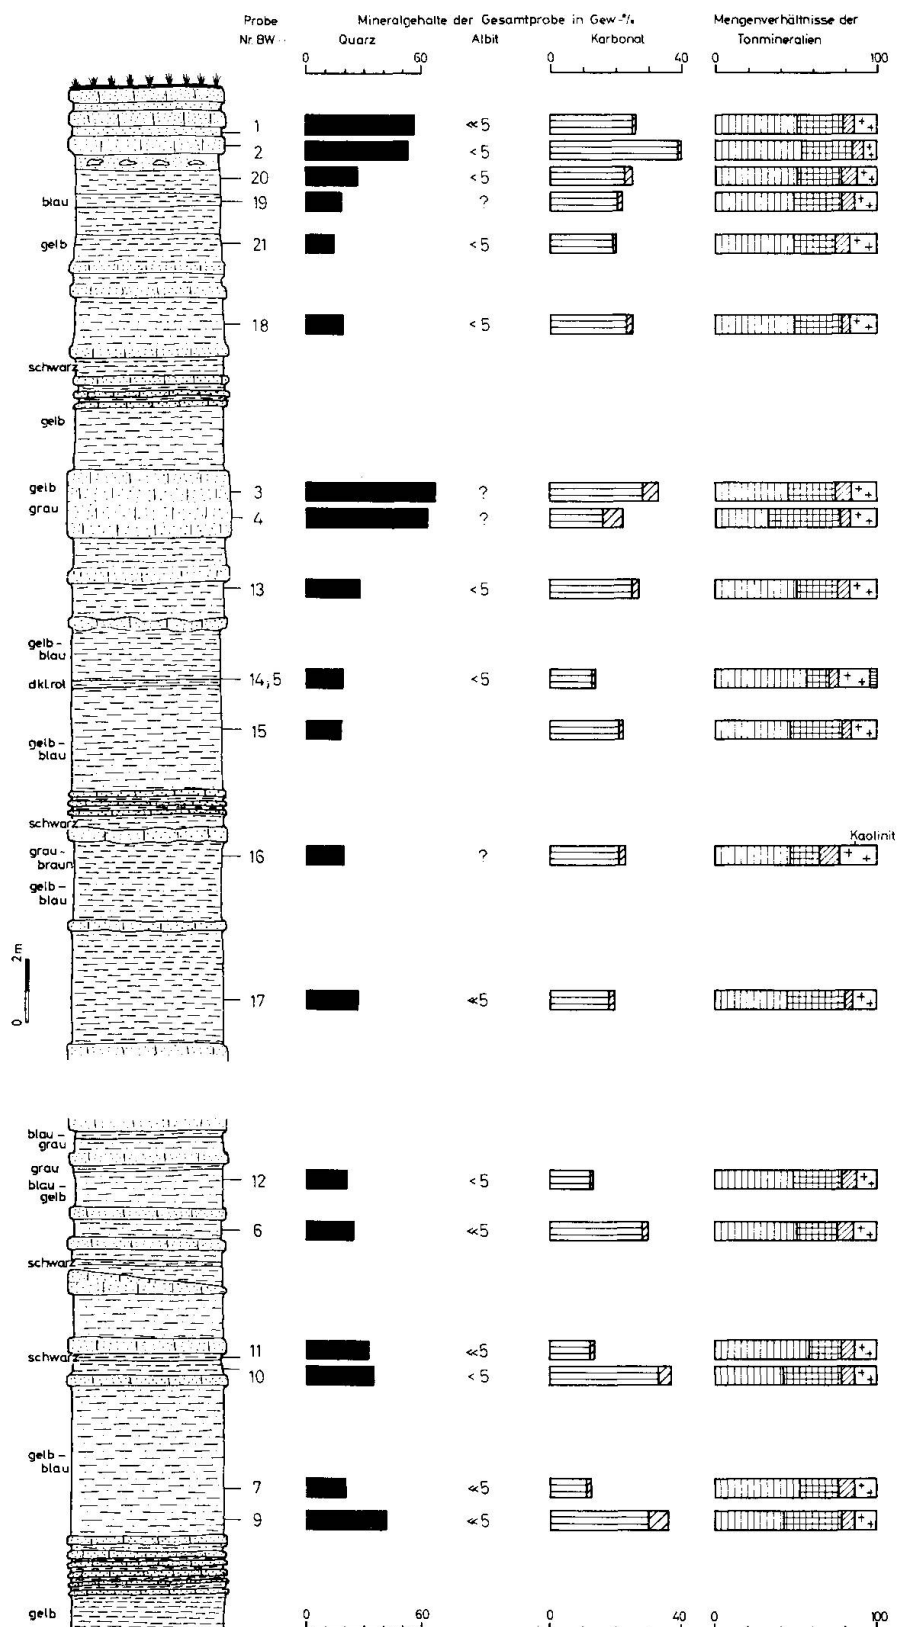 Probe Mineralgehalte der Gesamtprobe in Gew-% Mengenverhältnisse der
Nr. BW·· Quarz Albit Karbonat Tonmineralien
0 60 0 40 0 100
1 ≪5
2 <5
20 <5
blau 19 ?
gelb 21 <5
18 <5
schwarz
gelb
gelb 3 ?
grau 4 ?
13 <5
gelb-
blau
dkl.rot 14,5 <5
15
gelb-
blau
schwarz
Kaolinit
grau-
braun 16 ?
gelb-
blau
2m
0
17 ≪5
blau-
grau
grau
blau- 12 <5
gelb
6 ≪5
schwarz
11 ≪5
schwarz
10 <5
gelb-
blau
7 ≪5
9 ≪5
gelb
0 60 0 40 0 100